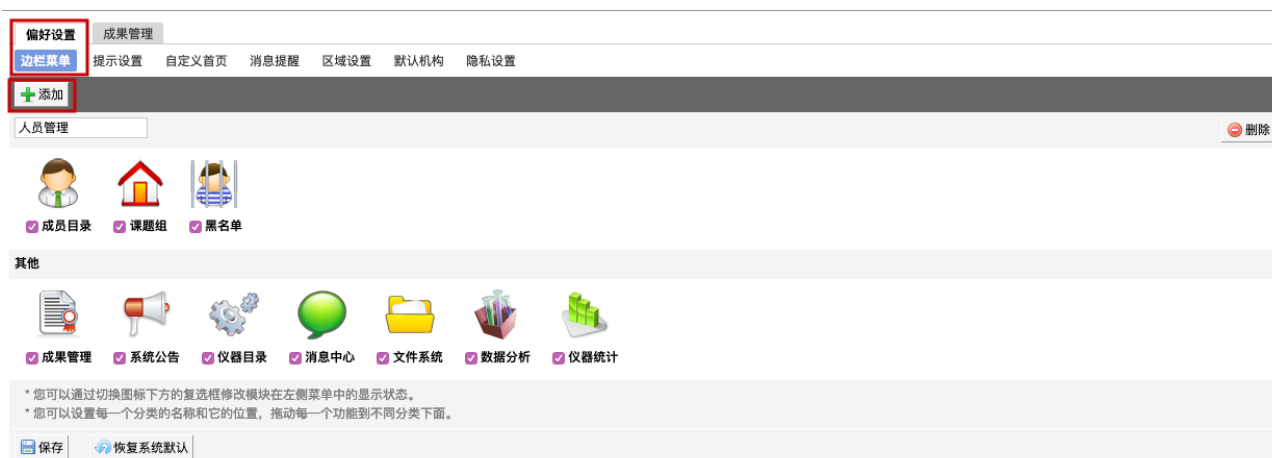 偏好设置 成果管理
边栏菜单 提示设置 自定义首页 消息提醒 区域设置 默认机构 隐私设置
添加
人员管理 删除
成员目录 课题组 黑名单
其他
成果管理 系统公告 仪器目录 消息中心 文件系统 数据分析 仪器统计
* 您可以通过切换图标下方的复选框修改模块在左侧菜单中的显示状态。
* 您可以设置每一个分类的名称和它的位置，拖动每一个功能到不同分类下面。
保存 恢复系统默认